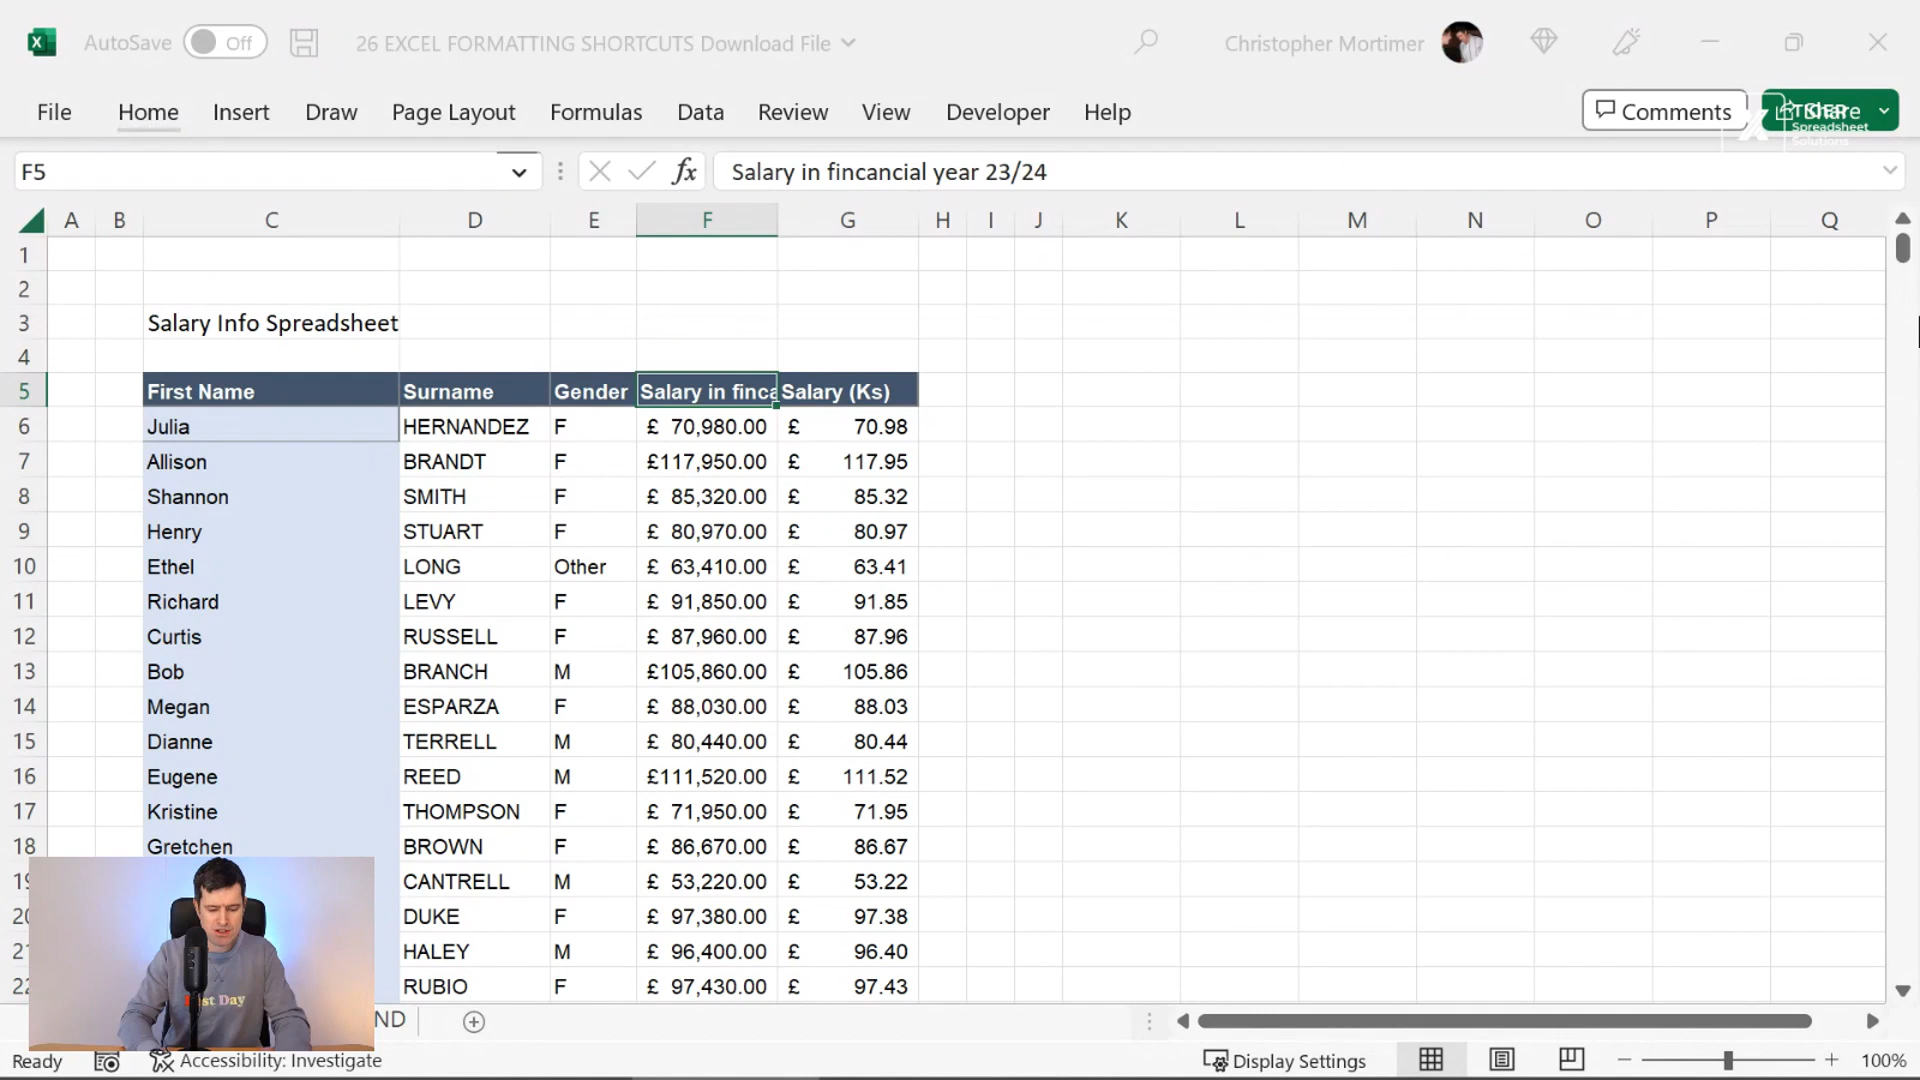 AutoSave Off 26 EXCEL FORMATTING SHORTCUTS Download File Christopher Mortimer
File Home Insert Draw Page Layout Formulas Data Review View Developer Help Comments Share
TIGER
Spreadsheet
Solutions
F5 fx Salary in fincancial year 23/24
A B C D E F G H I J K L M N O P Q
1
2
3 Salary Info Spreadsheet
4
5 First Name Surname Gender Salary in finca Salary (Ks)
6 Julia HERNANDEZ F £ 70,980.00 £ 70.98
7 Allison BRANDT F £117,950.00 £ 117.95
8 Shannon SMITH F £ 85,320.00 £ 85.32
9 Henry STUART F £ 80,970.00 £ 80.97
10 Ethel LONG Other £ 63,410.00 £ 63.41
11 Richard LEVY F £ 91,850.00 £ 91.85
12 Curtis RUSSELL F £ 87,960.00 £ 87.96
13 Bob BRANCH M £105,860.00 £ 105.86
14 Megan ESPARZA F £ 88,030.00 £ 88.03
15 Dianne TERRELL M £ 80,440.00 £ 80.44
16 Eugene REED M £111,520.00 £ 111.52
17 Kristine THOMPSON F £ 71,950.00 £ 71.95
18 Gretchen BROWN F £ 86,670.00 £ 86.67
19 CANTRELL M £ 53,220.00 £ 53.22
20 DUKE F £ 97,380.00 £ 97.38
21 HALEY M £ 96,400.00 £ 96.40
22 RUBIO F £ 97,430.00 £ 97.43
Day
ND
Ready Accessibility: Investigate Display Settings 100%